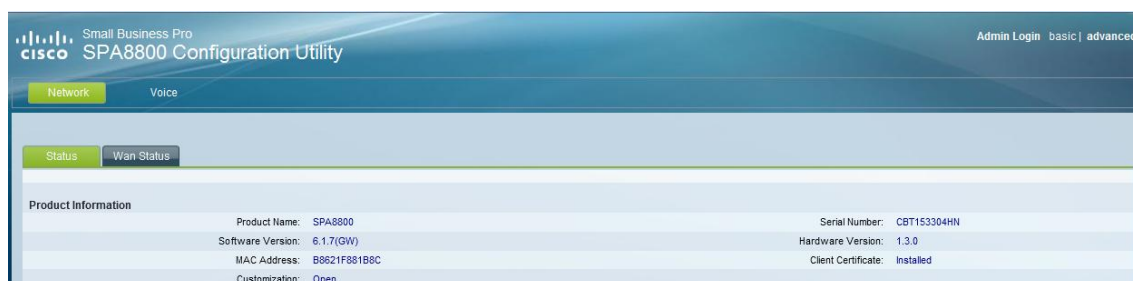 Small Business Pro
cisco SPA8800 Configuration Utility
Admin Login basic | advanced
Network Voice
Status Wan Status
Product Information
Product Name: SPA8800 Serial Number: CBT153304HN
Software Version: 6.1.7(GW) Hardware Version: 1.3.0
MAC Address: B8621F881B8C Client Certificate: Installed
Customization: Open